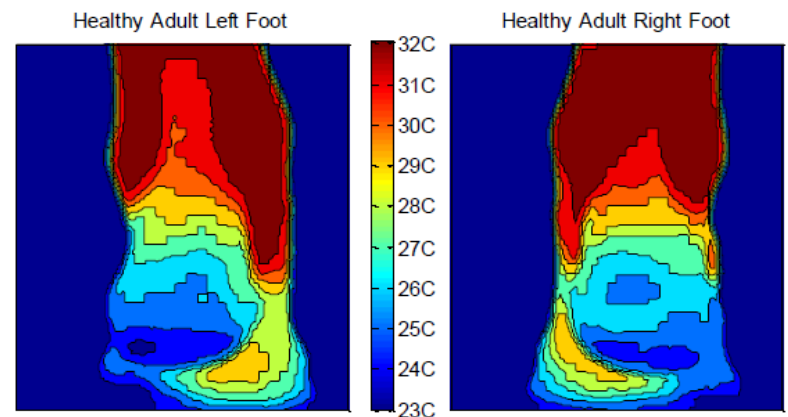 Healthy Adult Left Foot
Healthy Adult Right Foot
32C
31C
30C
29C
28C
27C
26C
25C
24C
23C